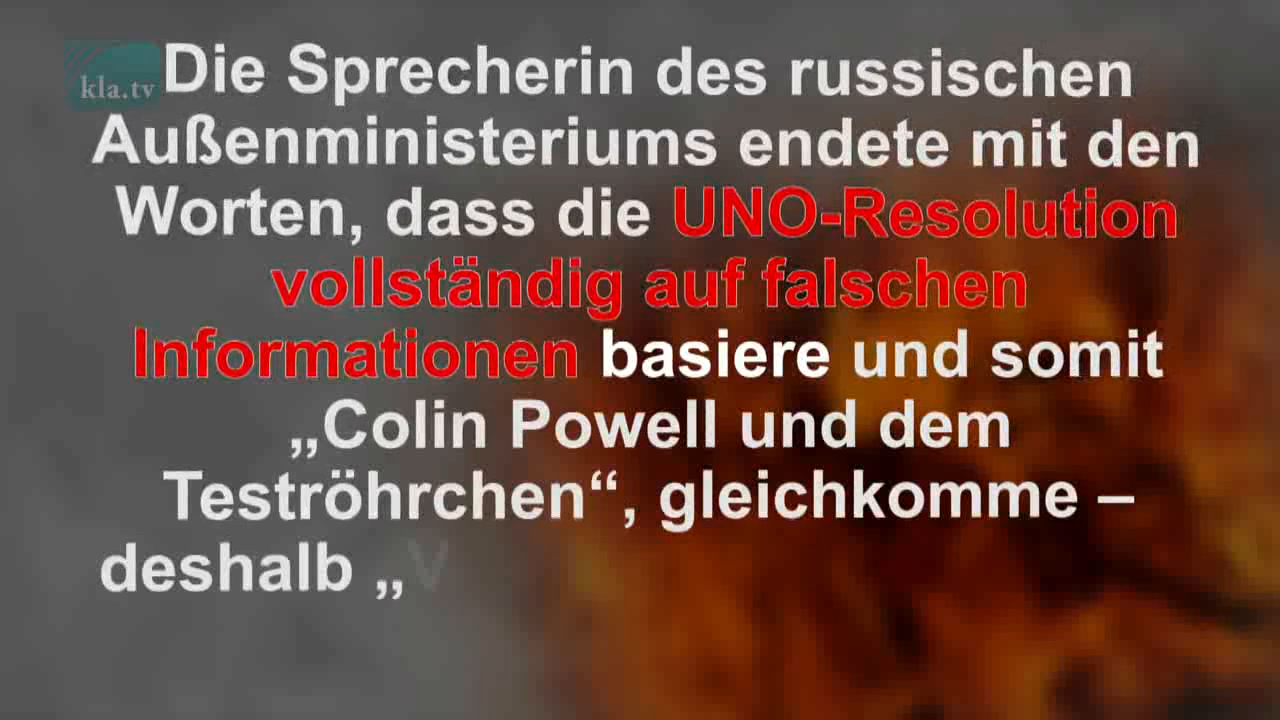 kla.tv
Die Sprecherin des russischen
Außenministeriums endete mit den
Worten, dass die UNO-Resolution
vollständig auf falschen
Informationen basiere und somit
„Colin Powell und dem
Teströhrchen“, gleichkomme –
deshalb „V